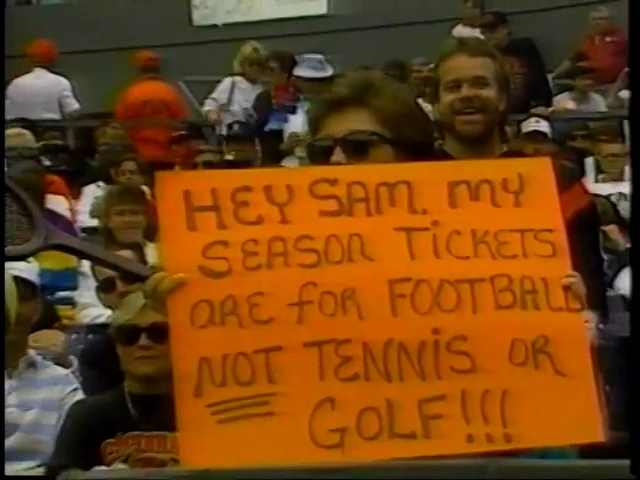 HEY SAM. MY
SEASON TiCKETS
ARE foR FOOTBALL
NOT TENNiS OR
GOLF!!!